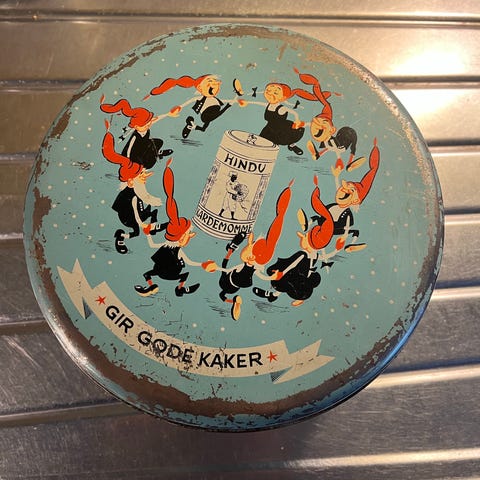 HINDU
KARDEMOMME
★ GIR GODE KAKER ★